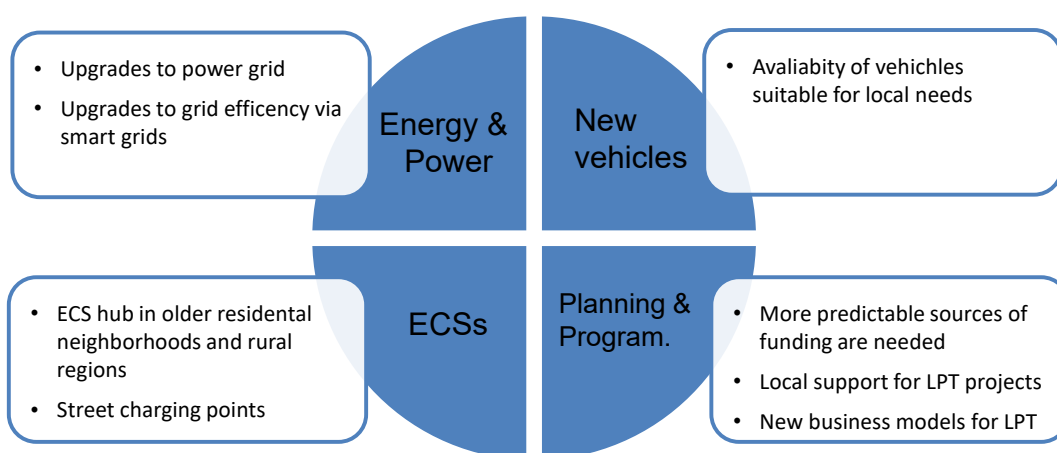 • Upgrades to power grid
• Upgrades to grid efficency via
smart grids
Energy &
Power
New
vehicles
• Avaliabity of vehichles
suitable for local needs
• ECS hub in older residental
neighborhoods and rural
regions
• Street charging points
ECSs
Planning &
Program.
• More predictable sources of
funding are needed
• Local support for LPT projects
• New business models for LPT